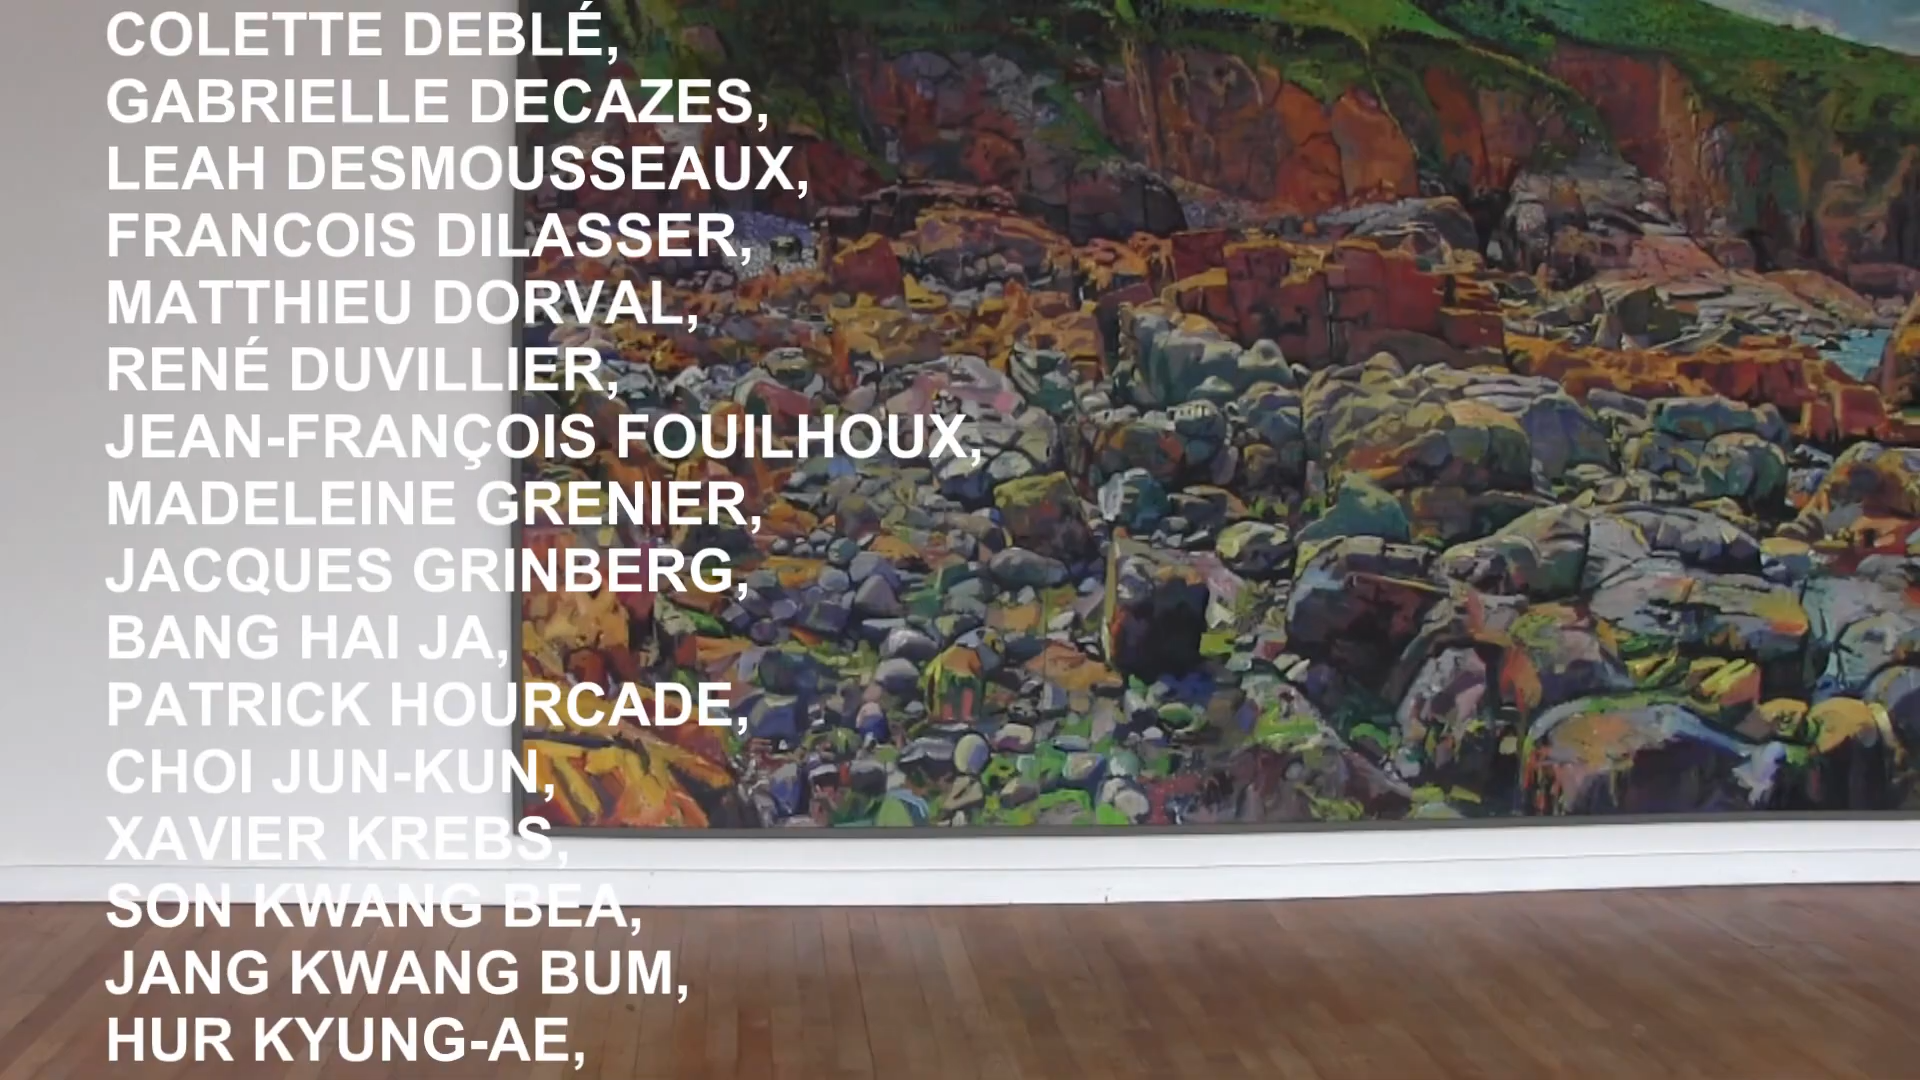 COLETTE DEBLÉ,
GABRIELLE DECAZES,
LEAH DESMOUSSEAUX,
FRANCOIS DILASSER,
MATTHIEU DORVAL,
RENÉ DUVILLIER,
JEAN-FRANÇOIS FOUILHOUX,
MADELEINE GRENIER,
JACQUES GRINBERG,
BANG HAI JA,
PATRICK HOURCADE,
CHOI JUN-KUN,
XAVIER KREBS,
SON KWANG BEA,
JANG KWANG BUM,
HUR KYUNG-AE,